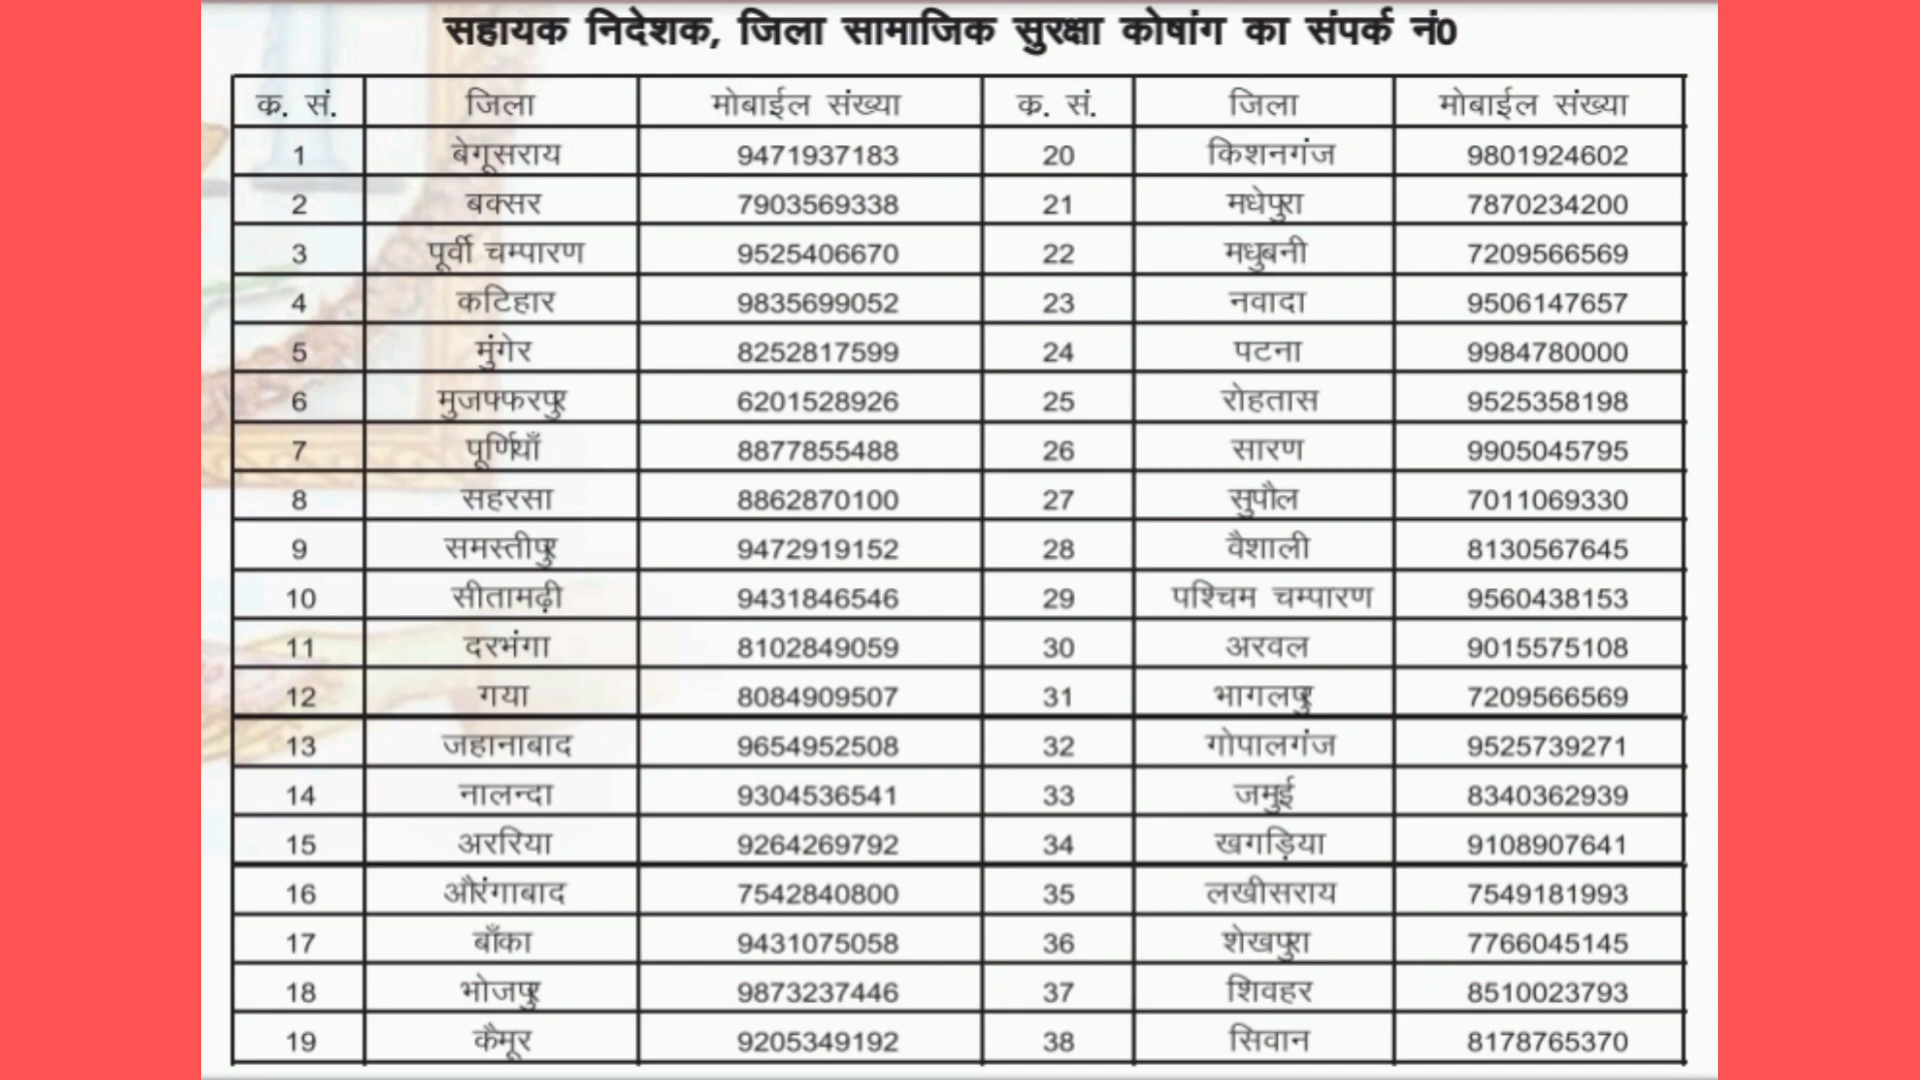 सहायक निदेशक, जिला सामाजिक सुरक्षा कोषांग का संपर्क नं0
क. सं. जिला मोबाईल संख्या क. सं. जिला मोबाईल संख्या
1 बेगूसराय 9471937183 20 किशनगंज 9801924602
2 बक्सर 7903569338 21 मधेपुरा 7870234200
3 पूर्वी चम्पारण 9525406670 22 मधुबनी 7209566569
4 कटिहार 9835699052 23 नवादा 9506147657
5 मुंगेर 8252817599 24 पटना 9984780000
6 मुजफ्फरपुर 6201528926 25 रोहतास 9525358198
7 पूर्णियाँ 8877855488 26 सारण 9905045795
8 सहरसा 8862870100 27 सुपौल 7011069330
9 समस्तीपुर 9472919152 28 वैशाली 8130567645
10 सीतामढ़ी 9431846546 29 पश्चिम चम्पारण 9560438153
11 दरभंगा 8102849059 30 अरवल 9015575108
12 गया 8084909507 31 भागलपुर 7209566569
13 जहानाबाद 9654952508 32 गोपालगंज 9525739271
14 नालन्दा 9304536541 33 जमुई 8340362939
15 अररिया 9264269792 34 खगड़िया 9108907641
16 औरंगाबाद 7542840800 35 लखीसराय 7549181993
17 बाँका 9431075058 36 शेखपुरा 7766045145
18 भोजपुर 9873237446 37 शिवहर 8510023793
19 कैमूर 9205349192 38 सिवान 8178765370